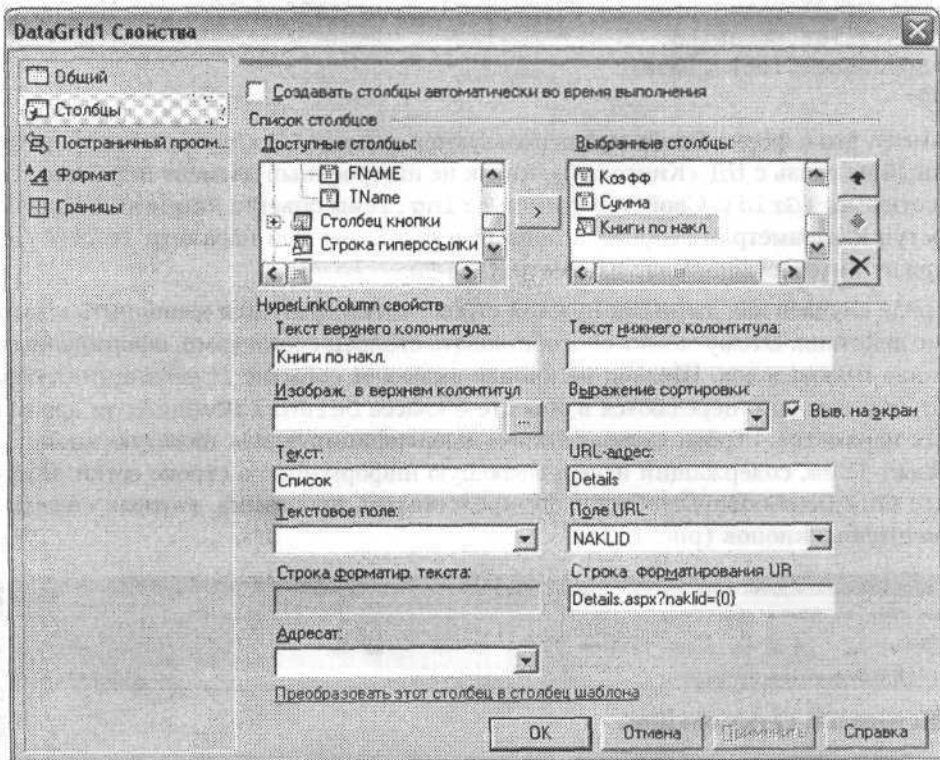 DataGrid1 Свойства
Общий
Столбцы
Постраничный просм...
Формат
Границы
Создавать столбцы автоматически во время выполнения
Список столбцов
Доступные столбцы:
FNAME
TName
Столбец кнопки
Строка гиперссылки
>
Выбранные столбцы:
Коэфф
Сумма
Книги по накл.
HyperLinkColumn свойств
Текст верхнего колонтитула:
Книги по накл.
Текст нижнего колонтитула:
Изображ. в верхнем колонтитул
...
Выражение сортировки:
Выв. на экран
Текст:
Список
URL-адрес:
Details
Текстовое поле:
Поле URL:
NAKLID
Строка форматир. текста:
Строка форматирования UR
Details.aspx?naklid={0}
Адресат:
Преобразовать этот столбец в столбец шаблона
OK
Отмена
Применить
Справка